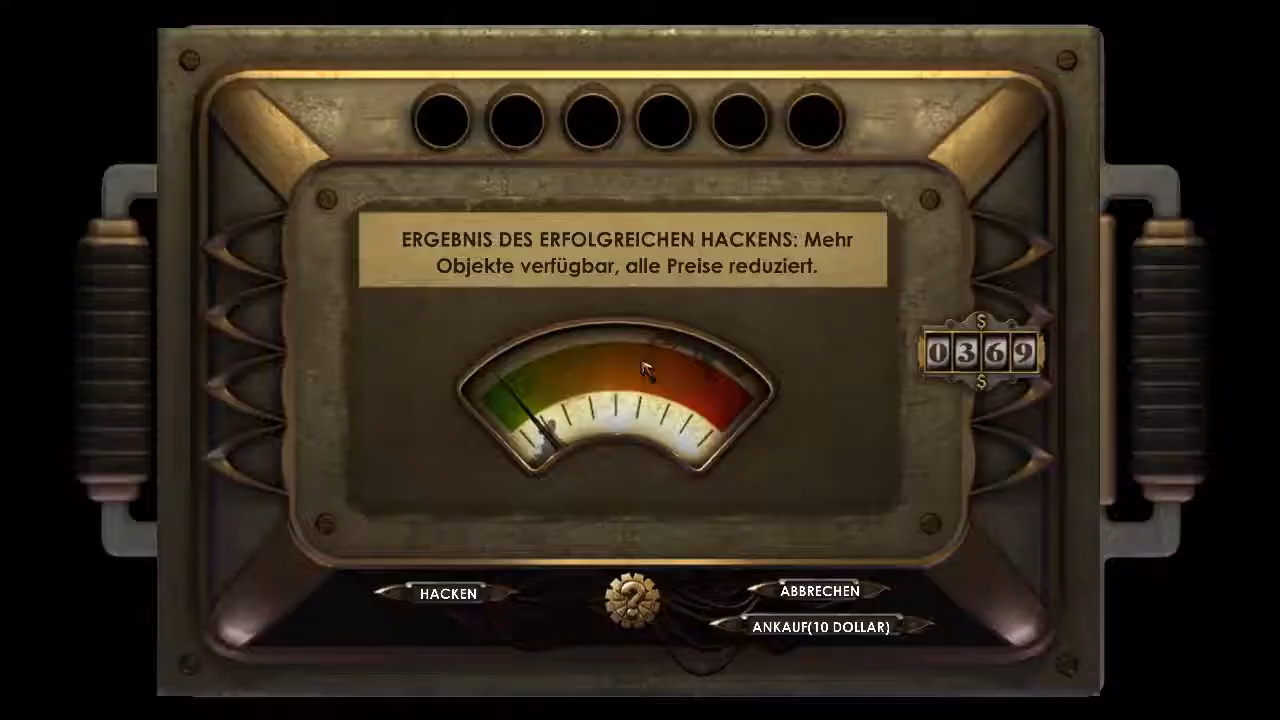 ERGEBNIS DES ERFOLGREICHEN HACKENS: Mehr
Objekte verfügbar, alle Preise reduziert.
$
0369
$
HACKEN
?
ABBRECHEN
ANKAUF(10 DOLLAR)